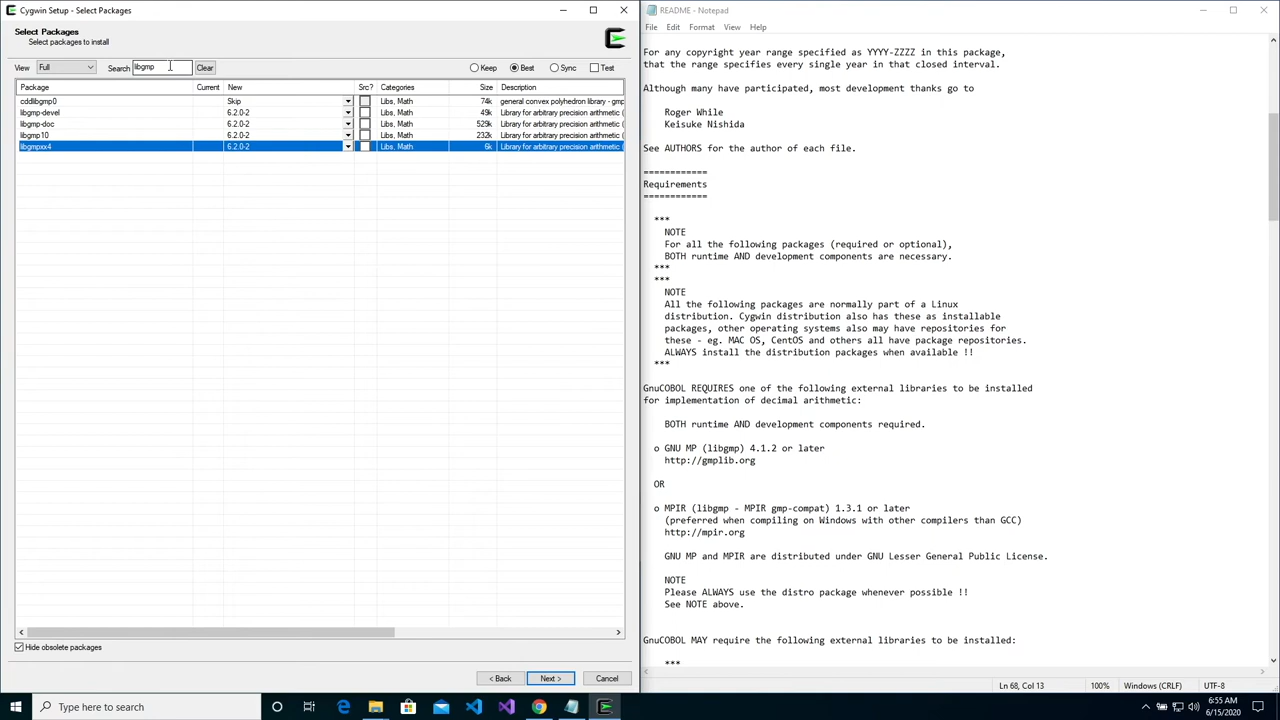 Cygwin Setup - Select Packages
Select Packages
Select packages to install
View Full Search libgmp Clear Keep Best Sync Test
Package Current New Src? Categories Size Description
cddlibgmp0 Skip Libs, Math 74k general convex polyhedron library - gmp
libgmp-devel 6.2.0-2 Libs, Math 49k Library for arbitrary precision arithmetic (
libgmp-doc 6.2.0-2 Libs, Math 529k Library for arbitrary precision arithmetic (
libgmp10 6.2.0-2 Libs, Math 232k Library for arbitrary precision arithmetic (
libgmpxx4 6.2.0-2 Libs, Math 6k Library for arbitrary precision arithmetic (
Hide obsolete packages
< Back Next > Cancel
README - Notepad
File Edit Format View Help
For any copyright year range specified as YYYY-ZZZZ in this package,
that the range specifies every single year in that closed interval.
Although many have participated, most development thanks go to
Roger While
Keisuke Nishida
See AUTHORS for the author of each file.
============
Requirements
============
***
NOTE
For all the following packages (required or optional),
BOTH runtime AND development components are necessary.
***
***
NOTE
All the following packages are normally part of a Linux
distribution. Cygwin distribution also has these as installable
packages, other operating systems also may have repositories for
these - eg. MAC OS, CentOS and others all have package repositories.
ALWAYS install the distribution packages when available !!
***
GnuCOBOL REQUIRES one of the following external libraries to be installed
for implementation of decimal arithmetic:
BOTH runtime AND development components required.
o GNU MP (libgmp) 4.1.2 or later
http://gmplib.org
OR
o MPIR (libgmp - MPIR gmp-compat) 1.3.1 or later
(preferred when compiling on Windows with other compilers than GCC)
http://mpir.org
GNU MP and MPIR are distributed under GNU Lesser General Public License.
NOTE
Please ALWAYS use the distro package whenever possible !!
See NOTE above.
GnuCOBOL MAY require the following external libraries to be installed:
***
Ln 68, Col 13 100% Windows (CRLF) UTF-8
Type here to search
6:55 AM
6/15/2020